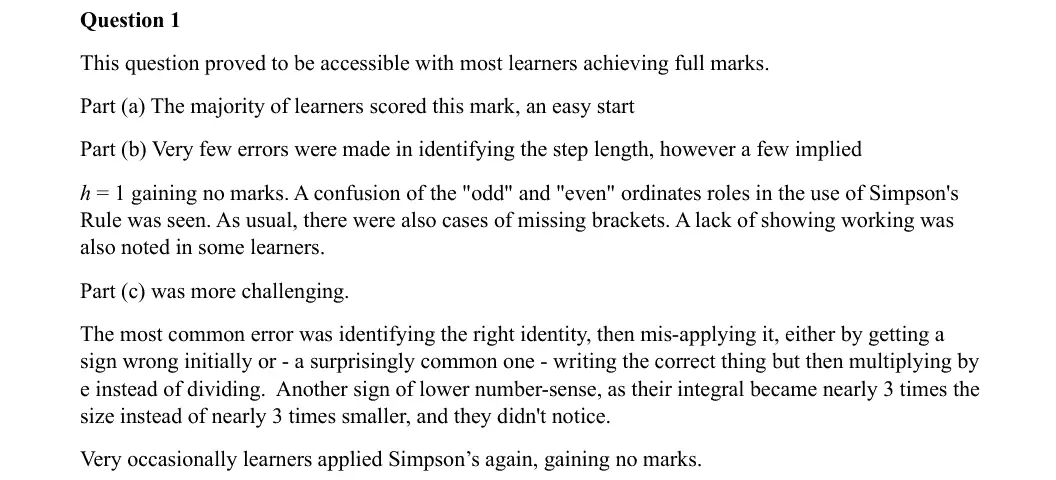 Question 1
This question proved to be accessible with most learners achieving full marks.
Part (a) The majority of learners scored this mark, an easy start
Part (b) Very few errors were made in identifying the step length, however a few implied
h = 1 gaining no marks. A confusion of the "odd" and "even" ordinates roles in the use of Simpson's
Rule was seen. As usual, there were also cases of missing brackets. A lack of showing working was
also noted in some learners.
Part (c) was more challenging.
The most common error was identifying the right identity, then mis-applying it, either by getting a
sign wrong initially or - a surprisingly common one - writing the correct thing but then multiplying by
e instead of dividing.  Another sign of lower number-sense, as their integral became nearly 3 times the
size instead of nearly 3 times smaller, and they didn't notice.
Very occasionally learners applied Simpson’s again, gaining no marks.